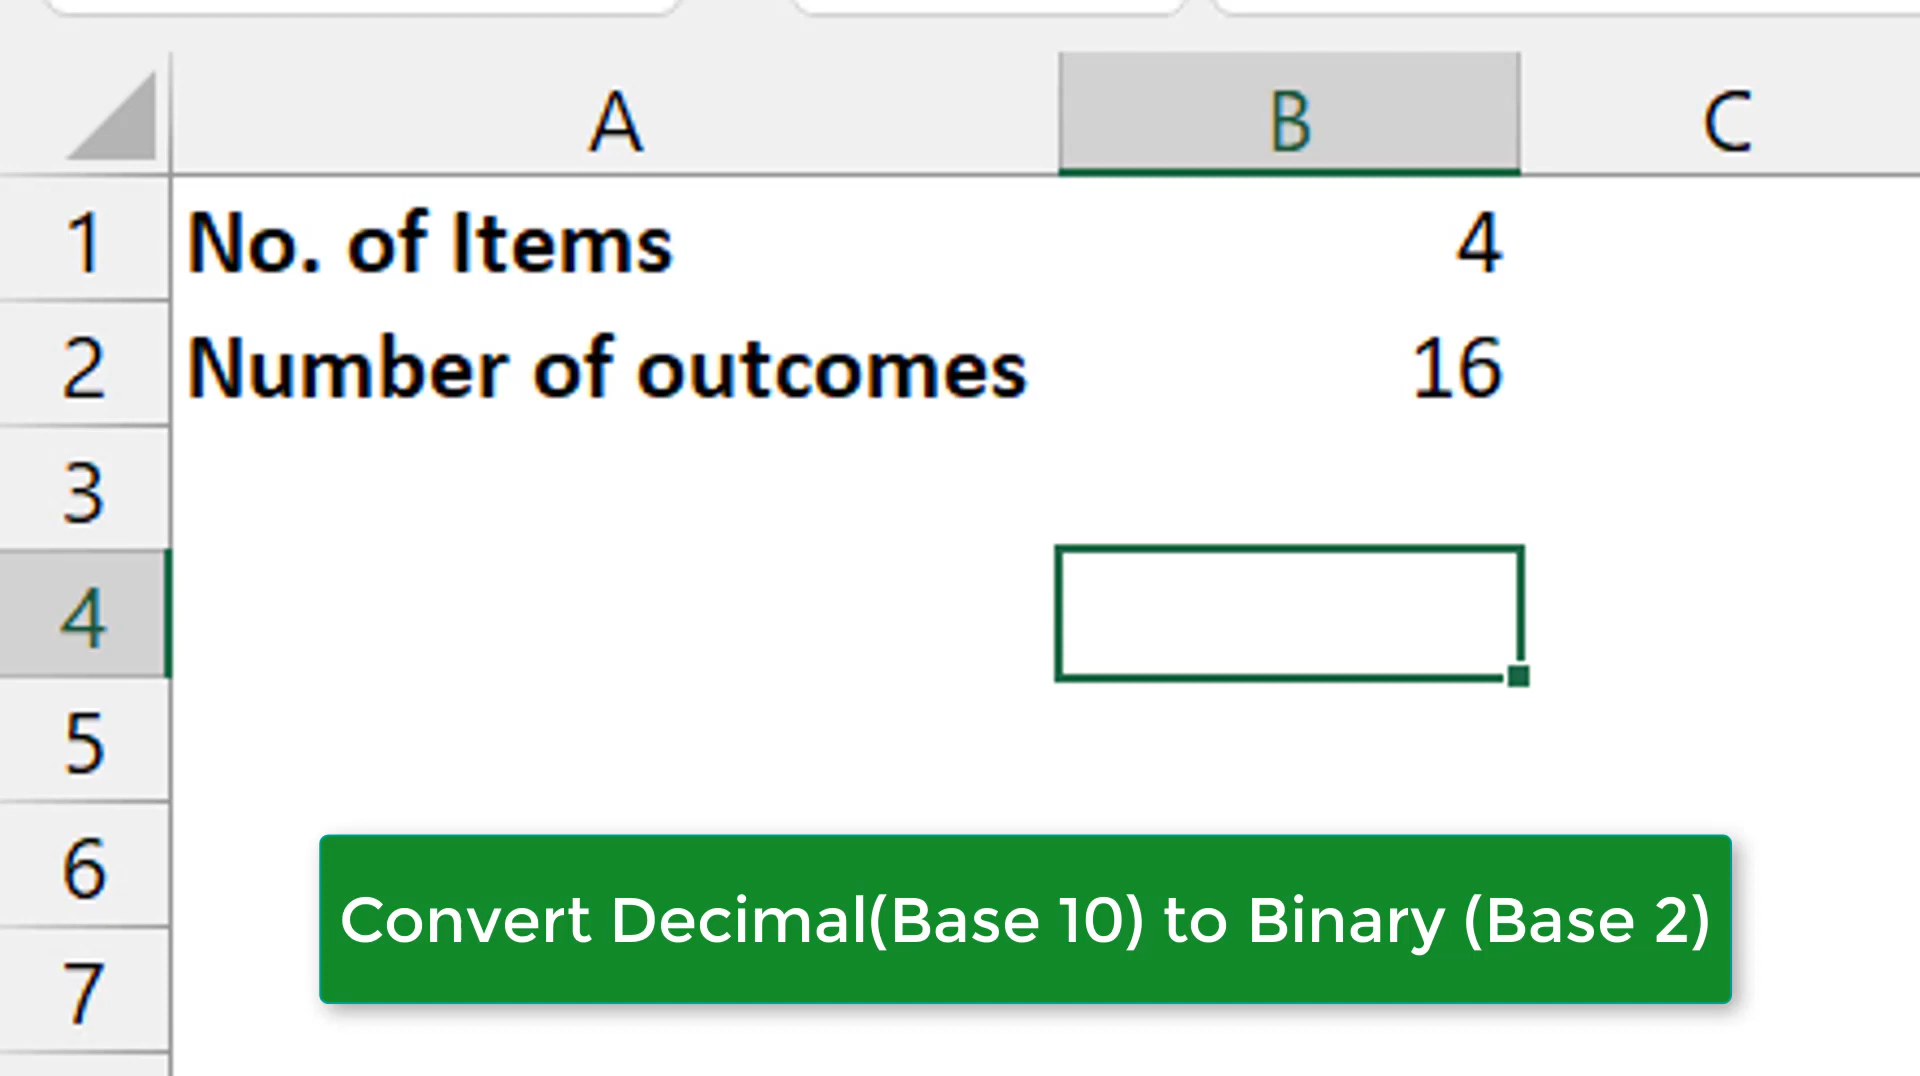 A B C
1 No. of Items 4
2 Number of outcomes 16
3
4
5
6
7
Convert Decimal(Base 10) to Binary (Base 2)